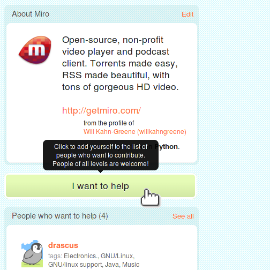 About Miro
Edit
Open-source, non-profit
video player and podcast
client. Torrents made easy,
RSS made beautiful, with
tons of gorgeous HD video.
http://getmiro.com/
from the profile of
Will Kahn-Greene (willkahngreene)
Click to add yourself to the list of
people who want to contribute.
People of all levels are welcome!
Python.
I want to help
People who want to help (4)
See all
drascus
tags: Electronics., GNU/Linux,
GNU/linux support, Java, Music